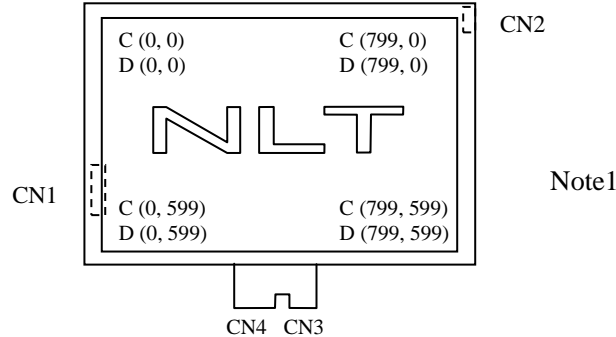 CN2
C (0, 0) C (799, 0)
D (0, 0) D (799, 0)
NLT
CN1
Note1
C (0, 599) C (799, 599)
D (0, 599) D (799, 599)
CN4 CN3